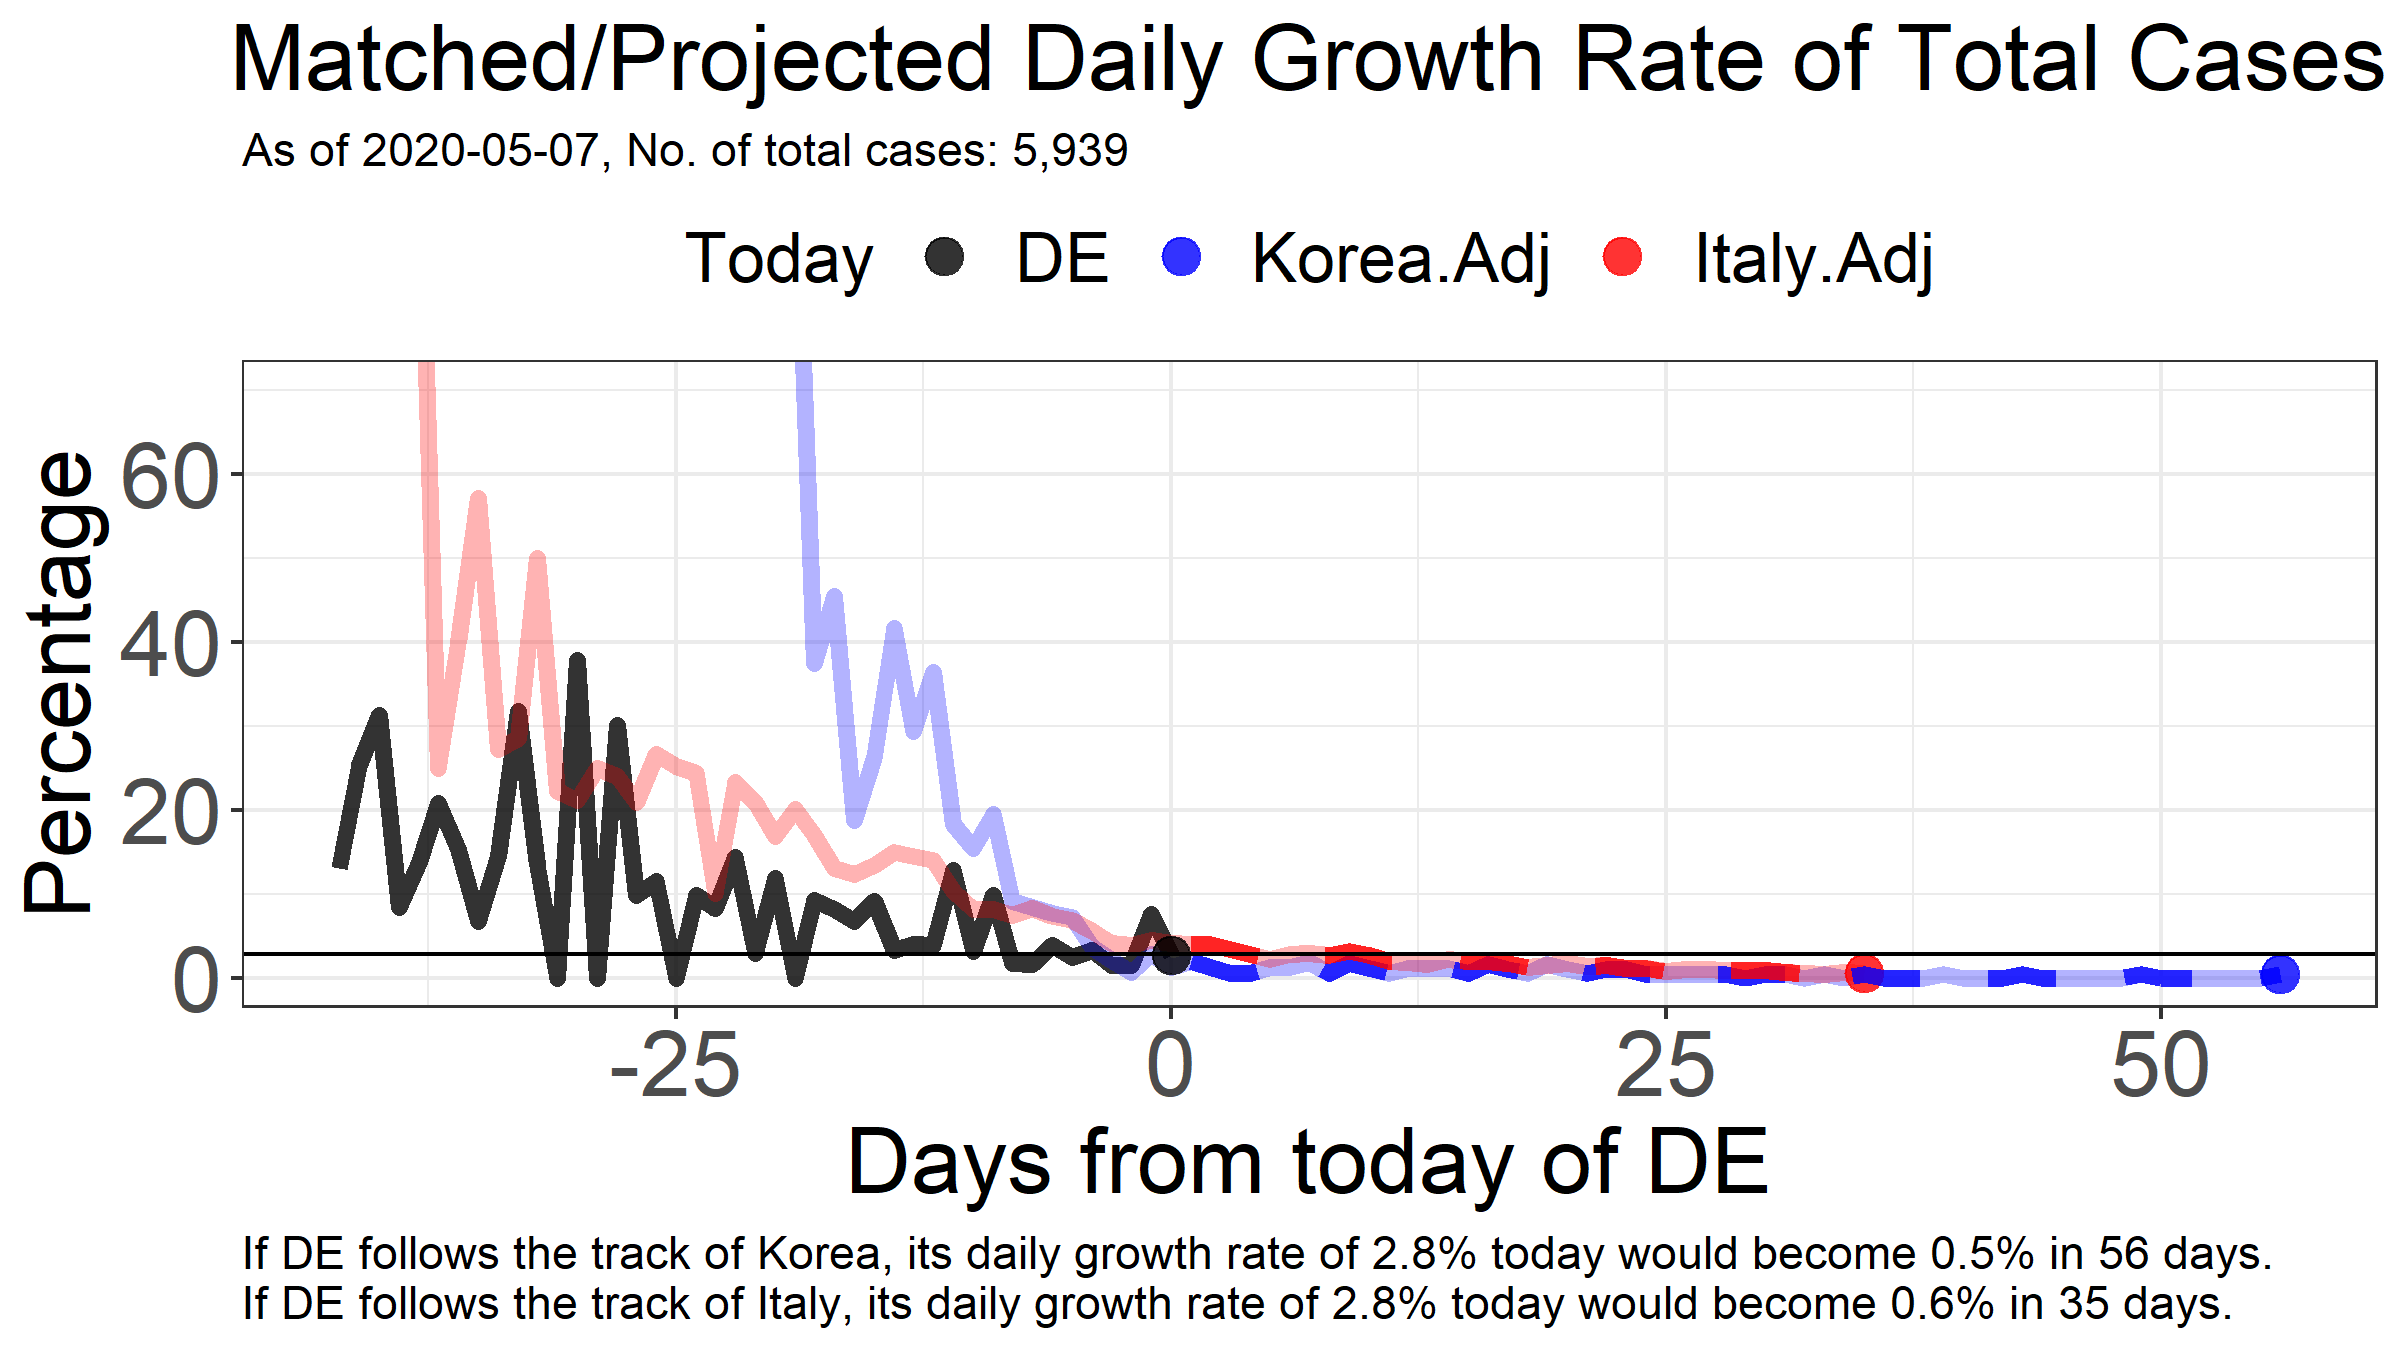 Matched/Projected Daily Growth Rate of Total Cases
As of 2020-05-07, No. of total cases: 5,939
Today DE Korea.Adj Italy.Adj
Percentage
60
40
20
0
-25 0 25 50
Days from today of DE
If DE follows the track of Korea, its daily growth rate of 2.8% today would become 0.5% in 56 days.
If DE follows the track of Italy, its daily growth rate of 2.8% today would become 0.6% in 35 days.